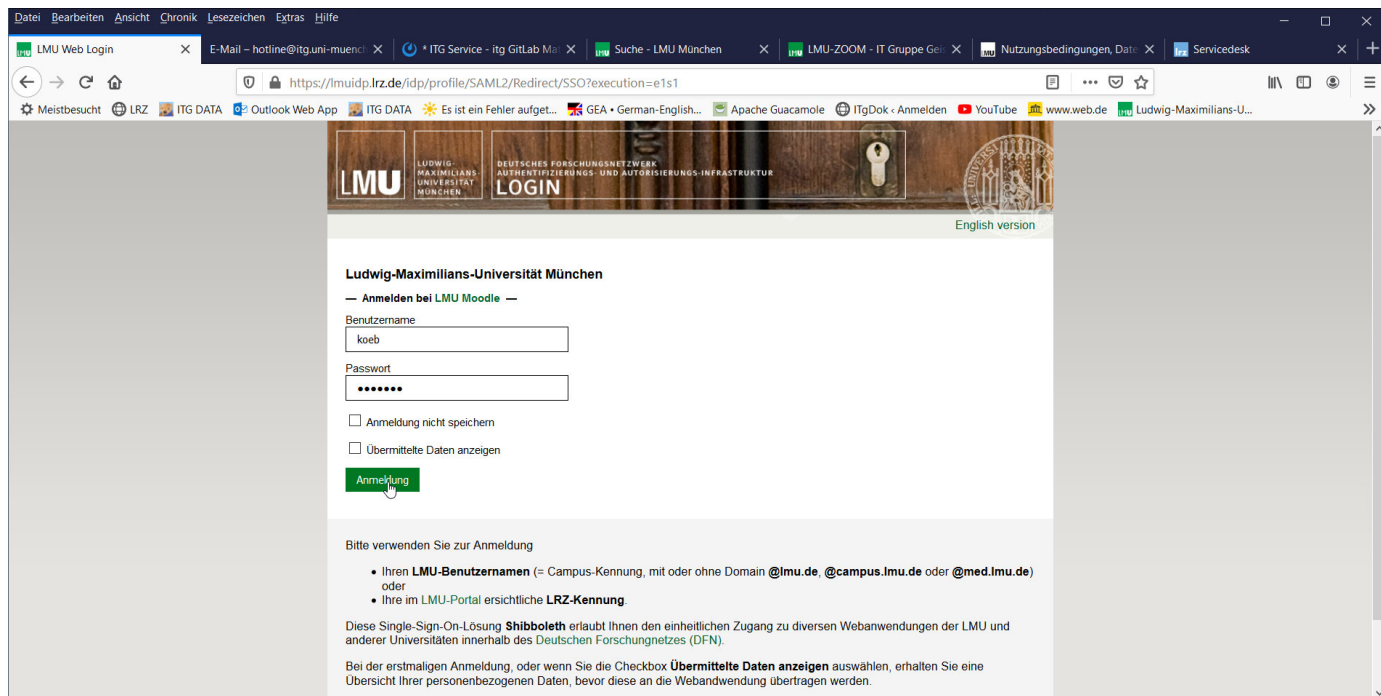 Datei Bearbeiten Ansicht Chronik Lesezeichen Extras Hilfe
LMU Web Login
E-Mail – hotline@itg.uni-muench
* ITG Service - itg GitLab Mat
Suche - LMU München
LMU-ZOOM - IT Gruppe Geis
Nutzungsbedingungen, Date
lrz Servicedesk
https://lmuidp.lrz.de/idp/profile/SAML2/Redirect/SSO?execution=e1s1
Meistbesucht LRZ ITG DATA Outlook Web App ITG DATA Es ist ein Fehler aufget... GEA • German-English... Apache Guacamole ITgDok ‹ Anmelden YouTube www.web.de Ludwig-Maximilians-U...
LMU
LUDWIG-
MAXIMILIANS-
UNIVERSITÄT
MÜNCHEN
DEUTSCHES FORSCHUNGSNETZWERK
AUTHENTIFIZIERUNGS- UND AUTORISIERUNGS-INFRASTRUKTUR
LOGIN
English version
Ludwig-Maximilians-Universität München
— Anmelden bei LMU Moodle —
Benutzername
koeb
Passwort
•••••••
Anmeldung nicht speichern
Übermittelte Daten anzeigen
Anmeldung
Bitte verwenden Sie zur Anmeldung
• Ihren LMU-Benutzernamen (= Campus-Kennung, mit oder ohne Domain @lmu.de, @campus.lmu.de oder @med.lmu.de)
oder
• Ihre im LMU-Portal ersichtliche LRZ-Kennung.
Diese Single-Sign-On-Lösung Shibboleth erlaubt Ihnen den einheitlichen Zugang zu diversen Webanwendungen der LMU und
anderer Universitäten innerhalb des Deutschen Forschungnetzes (DFN).
Bei der erstmaligen Anmeldung, oder wenn Sie die Checkbox Übermittelte Daten anzeigen auswählen, erhalten Sie eine
Übersicht Ihrer personenbezogenen Daten, bevor diese an die Webandwendung übertragen werden.